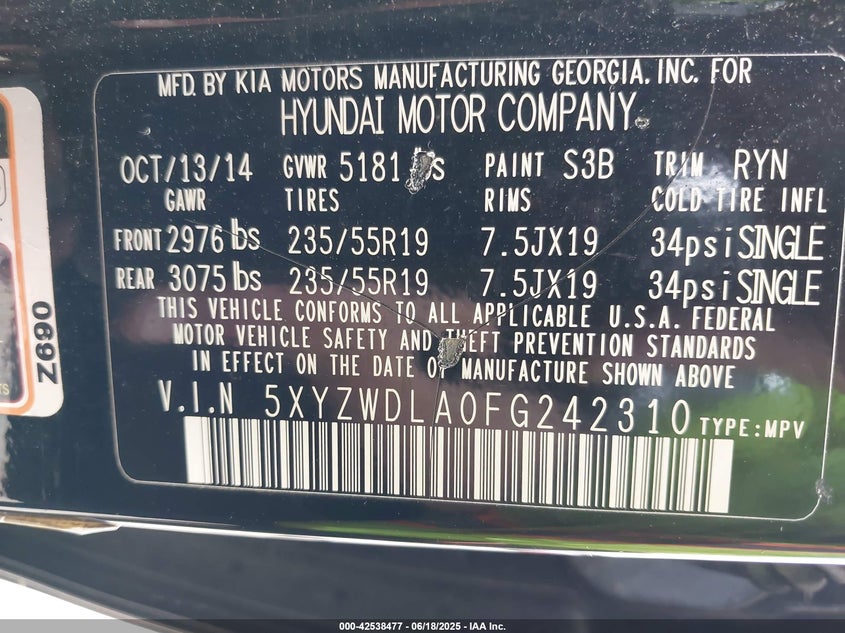 MFD. BY KIA MOTORS MANUFACTURING GEORGIA. INC. FOR
HYUNDAI MOTOR COMPANY
OCT/13/14 GVWR 5181 PAINT S3B TRIM RYN
GAWR TIRES RIMS COLD TIRE INFL
FRONT 2976 lbs 235/55R19 7.5JX19 34psi SINGLE
REAR 3075 lbs 235/55R19 7.5JX19 34psi SINGLE
THIS VEHICLE CONFORMS TO ALL APPLICABLE U.S.A. FEDERAL
MOTOR VEHICLE SAFETY AND THEFT PREVENTION STANDARDS
IN EFFECT ON THE DATE OF MANUFACTURE SHOWN ABOVE
V.I.N 5XYZWDLA0FG242310 TYPE:MPV
Z690
000-42538477 - 06/18/2025 - IAA Inc.